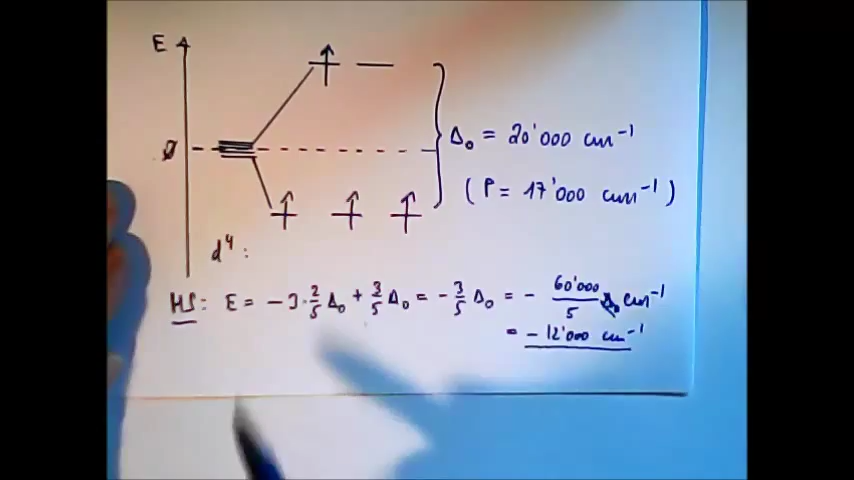 E
Ø
Δ₀ = 20'000 cm⁻¹
( P = 17'000 cm⁻¹ )
d⁴ :
HS : E = - 3 · 2/5 Δ₀ + 3/5 Δ₀ = - 3/5 Δ₀ = - 60'000/5 cm⁻¹
= - 12'000 cm⁻¹